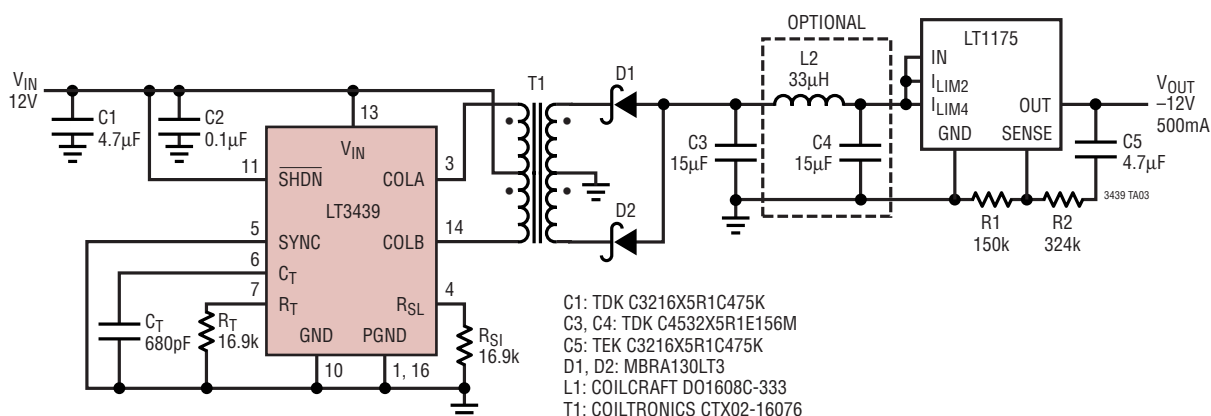 OPTIONAL
LT1175
L2
33µH
IN
ILIM2
ILIM4
OUT
GND
SENSE
VOUT
–12V
500mA
VIN
12V
C1
4.7µF
C2
0.1µF
13
T1
D1
D2
C3
15µF
C4
15µF
C5
4.7µF
3439 TA03
R1
150k
R2
324k
VIN
11
SHDN
COLA
3
LT3439
5
SYNC
COLB
14
6
CT
7
RT
RSL
4
GND
PGND
10
1, 16
CT
680pF
RT
16.9k
RSI
16.9k
C1: TDK C3216X5R1C475K
C3, C4: TDK C4532X5R1E156M
C5: TEK C3216X5R1C475K
D1, D2: MBRA130LT3
L1: COILCRAFT DO1608C-333
T1: COILTRONICS CTX02-16076